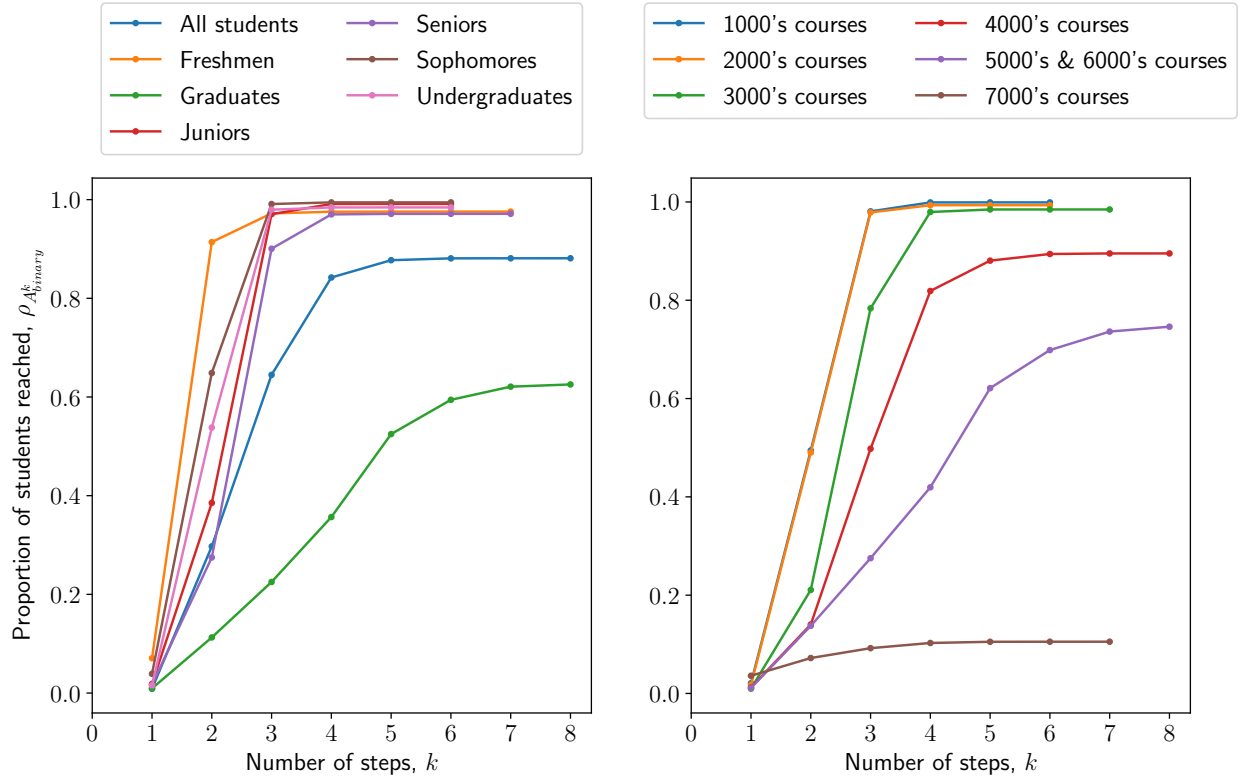 All students
Freshmen
Graduates
Juniors
Seniors
Sophomores
Undergraduates
1000's courses
2000's courses
3000's courses
4000's courses
5000's & 6000's courses
7000's courses
Proportion of students reached, ρ_{A^k_{binary}}
1.0
0.8
0.6
0.4
0.2
0.0
0 1 2 3 4 5 6 7 8
Number of steps, k
1.0
0.8
0.6
0.4
0.2
0.0
0 1 2 3 4 5 6 7 8
Number of steps, k